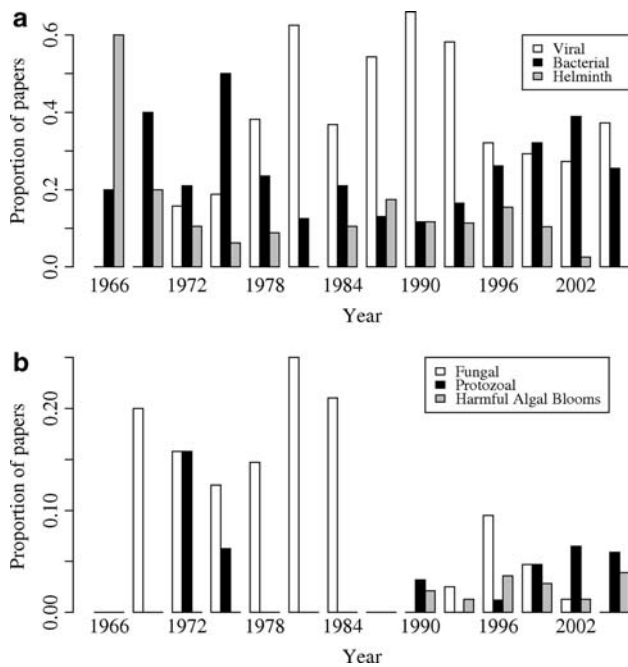 a
Proportion of papers
0.6
0.4
0.2
0.0
Viral
Bacterial
Helminth
1966 1972 1978 1984 1990 1996 2002
Year
b
Proportion of papers
0.20
0.10
0.00
Fungal
Protozoal
Harmful Algal Blooms
1966 1972 1978 1984 1990 1996 2002
Year